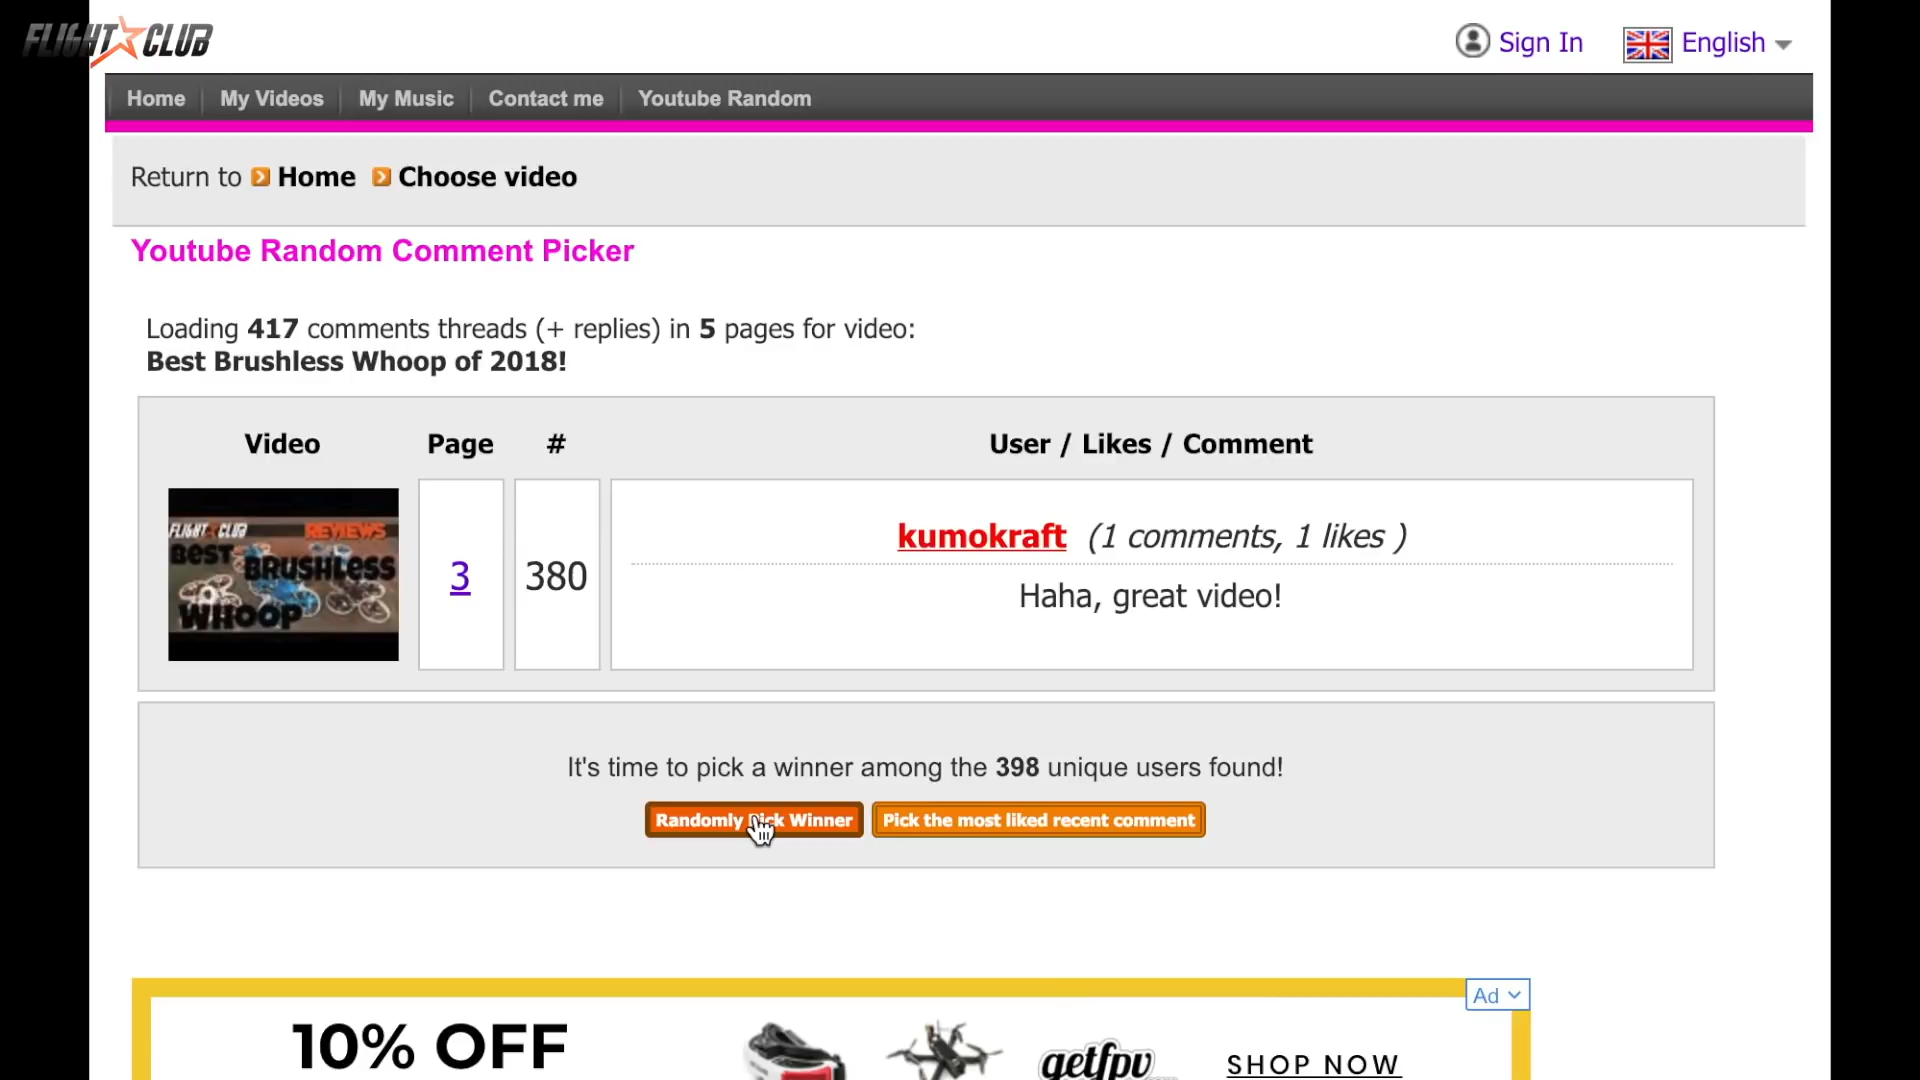 FLIGHT CLUB
Sign In
English
Home
My Videos
My Music
Contact me
Youtube Random
Return to Home Choose video
Youtube Random Comment Picker
Loading 417 comments threads (+ replies) in 5 pages for video:
Best Brushless Whoop of 2018!
Video
Page
#
User / Likes / Comment
FLIGHT CLUB
REVIEWS
BEST
BRUSHLESS
WHOOP
3
380
kumokraft (1 comments, 1 likes )
Haha, great video!
It's time to pick a winner among the 398 unique users found!
Randomly Pick Winner
Pick the most liked recent comment
Ad
10% OFF
getfpv
SHOP NOW